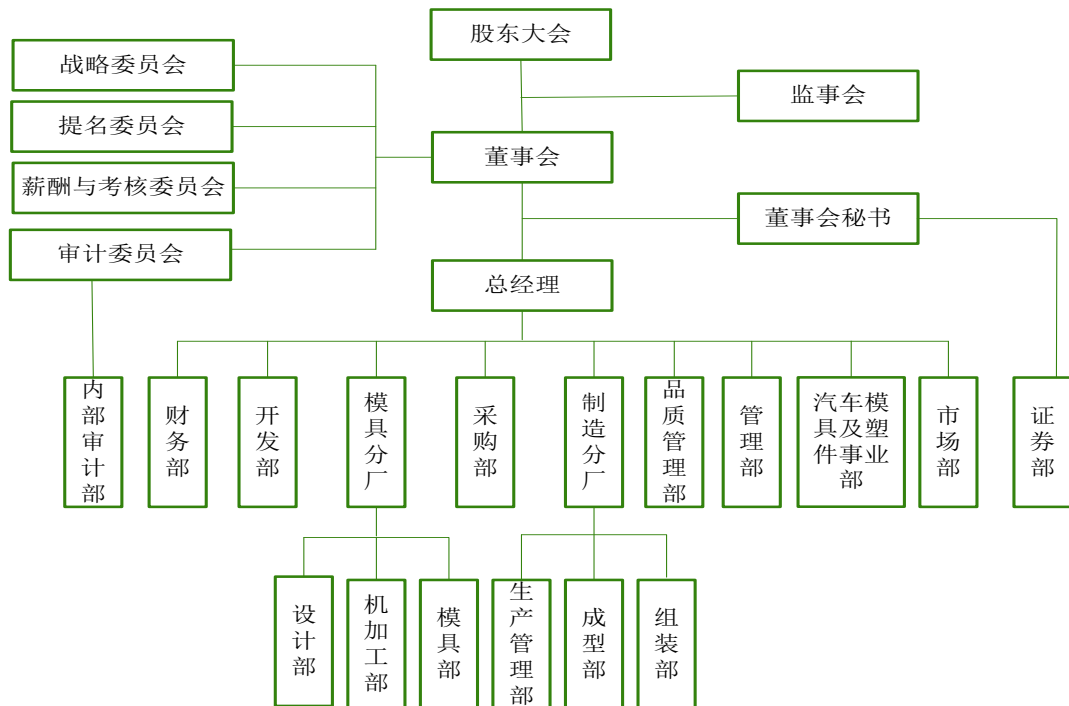 股东大会
战略委员会
监事会
提名委员会
董事会
薪酬与考核委员会
董事会秘书
审计委员会
总经理
内部审计部
财务部
开发部
模具分厂
采购部
制造分厂
品质管理部
管理部
汽车模
具及塑
件事业
部
市场部
证券部
设计部
机加工部
模具部
生产管理部
成型部
组装部